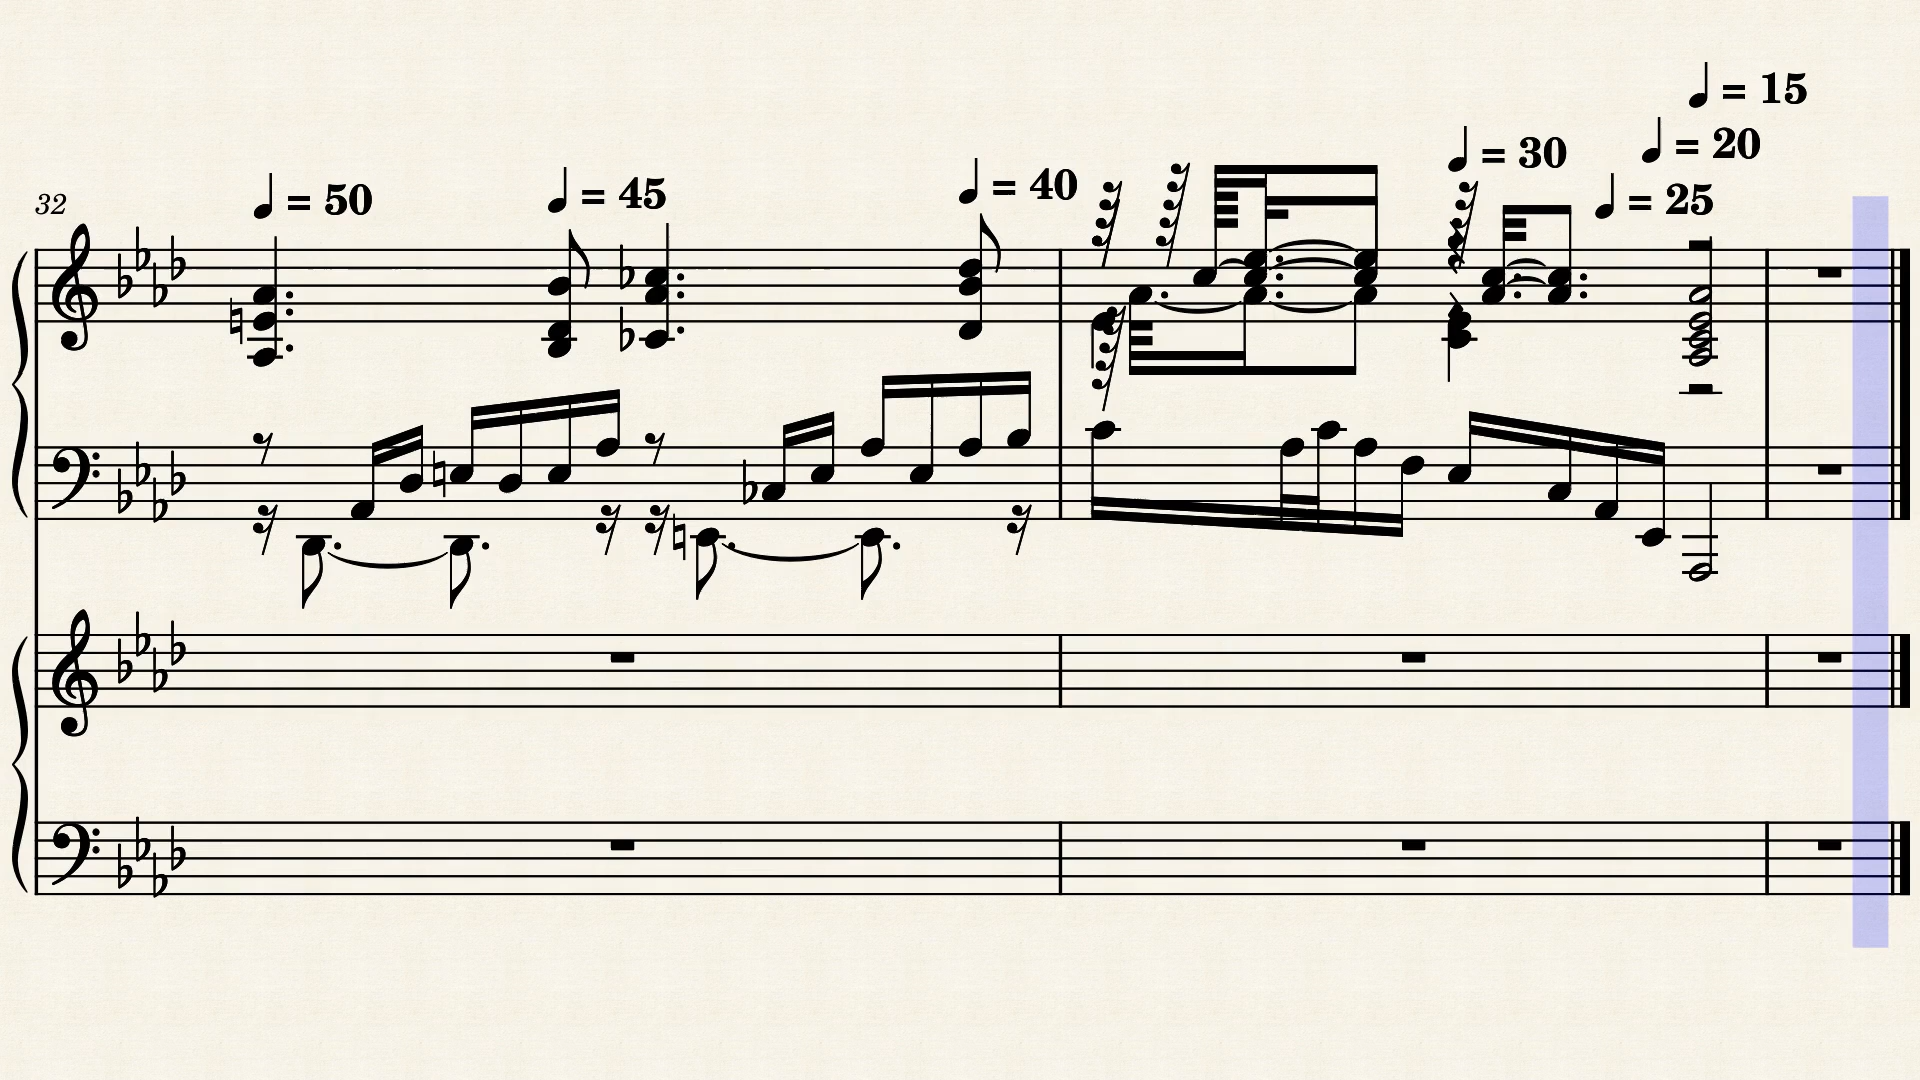 ♩ = 15
♩ = 20
♩ = 30
♩ = 50
♩ = 45
♩ = 40
♩ = 25
32